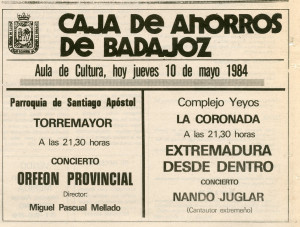 CAJA DE AHORROS
DE BADAJOZ
Aula de Cultura, hoy jueves 10 de mayo 1984
Parroquia de Santiago Apóstol
TORREMAYOR
A las 21,30 horas
CONCIERTO
ORFEON PROVINCIAL
Director:
Miguel Pascual Mellado
Complejo Yeyos
LA CORONADA
A las 21,30 horas
EXTREMADURA
DESDE DENTRO
CONCIERTO
NANDO JUGLAR
(Cantautor extremeño)